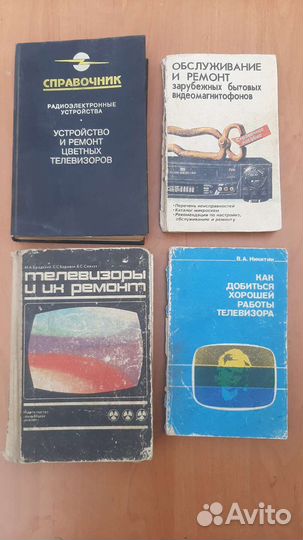 СПРАВОЧНИК
РАДИОЭЛЕКТРОННЫЕ
УСТРОЙСТВА
УСТРОЙСТВО
И РЕМОНТ
ЦВЕТНЫХ
ТЕЛЕВИЗОРОВ
ОБСЛУЖИВАНИЕ
И РЕМОНТ
зарубежных бытовых
видеомагнитофонов
• Перечень неисправностей
• Каталог микросхем
• Рекомендации по настройке,
обслуживанию и ремонту
телевизоры
и их ремонт
В.А. Никитин
КАК
ДОБИТЬСЯ
ХОРОШЕЙ
РАБОТЫ
ТЕЛЕВИЗОРА
Avito